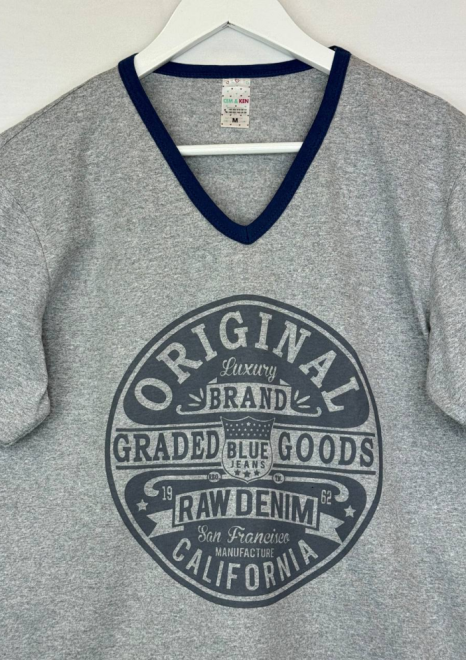 M
ORIGINAL
Luxury
BRAND
GRADED
BLUE
JEANS
GOODS
19
62
RAW DENIM
San Francisco
MANUFACTURE
CALIFORNIA